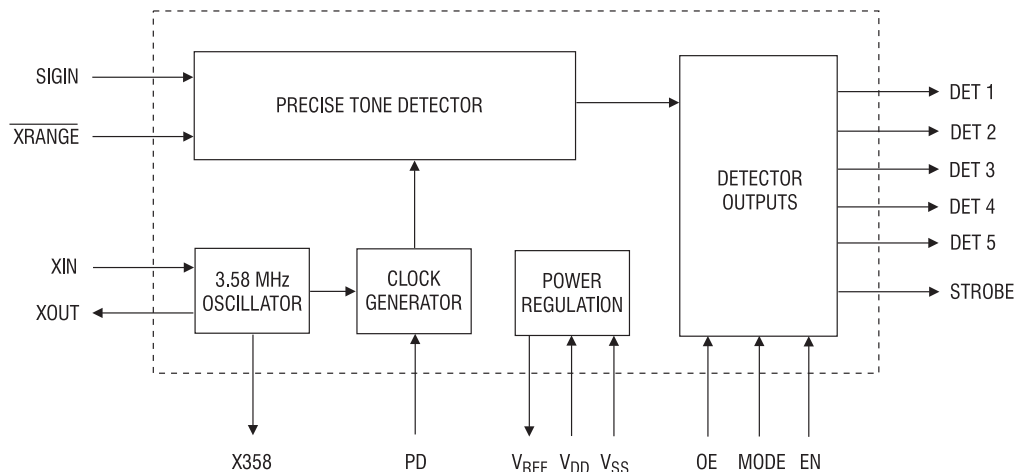 SIGIN
XRANGE
PRECISE TONE DETECTOR
DETECTOR
OUTPUTS
DET 1
DET 2
DET 3
DET 4
DET 5
STROBE
XIN
XOUT
3.58 MHz
OSCILLATOR
CLOCK
GENERATOR
POWER
REGULATION
X358
PD
VREF
VDD
VSS
OE
MODE
EN